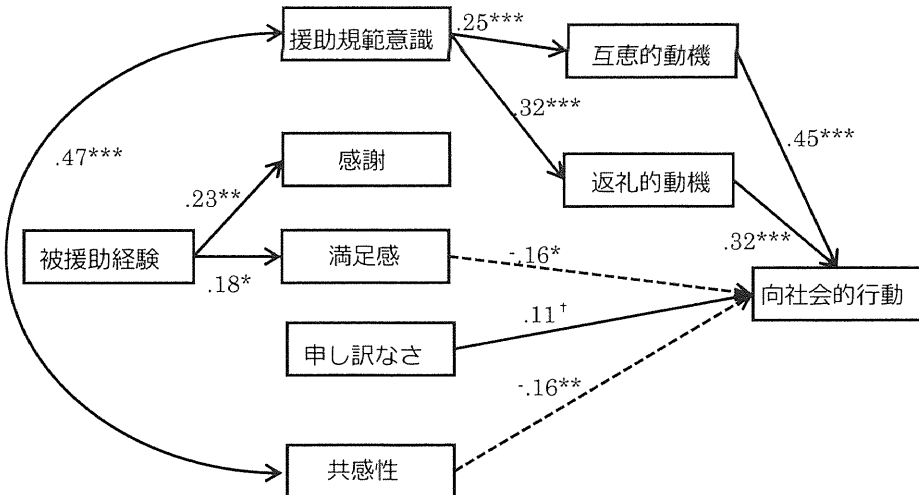 援助規範意識
.25***
互恵的動機
.32***
.47***
感謝
.45***
返礼的動機
.23**
.32***
被援助経験
満足感
-.16*
.18*
向社会的行動
.11†
申し訳なさ
-.16**
共感性